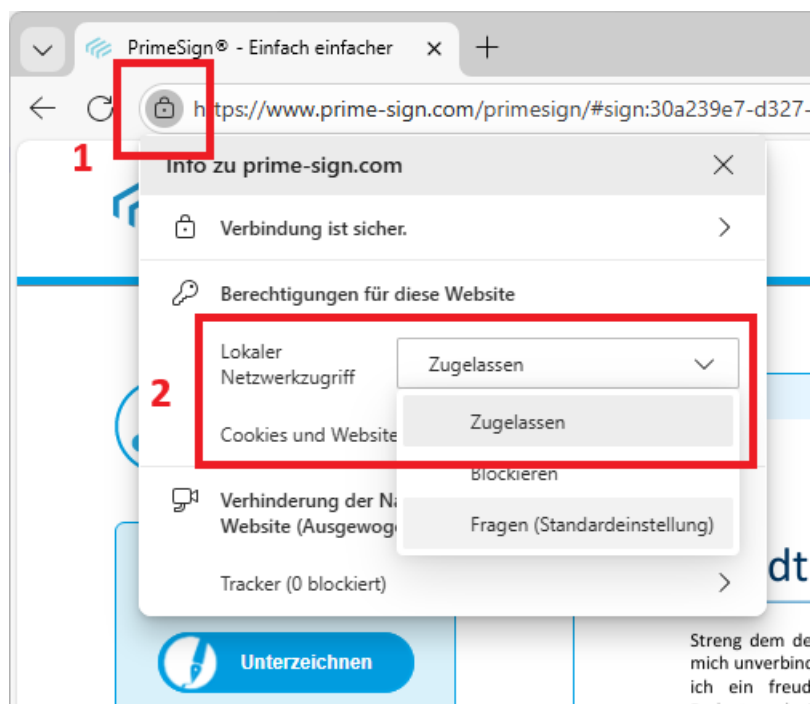 PrimeSign® - Einfach einfacher
https://www.prime-sign.com/primesign/#sign:30a239e7-d327-
1
Info zu prime-sign.com
Verbindung ist sicher.
Berechtigungen für diese Website
Lokaler
Netzwerkzugriff
Zugelassen
2
Zugelassen
Cookies und Website
Blockieren
Verhinderung der Na
Website (Ausgewog
Fragen (Standardeinstellung)
Tracker (0 blockiert)
dt
Unterzeichnen
Streng dem de
mich unverbind
ich ein freud